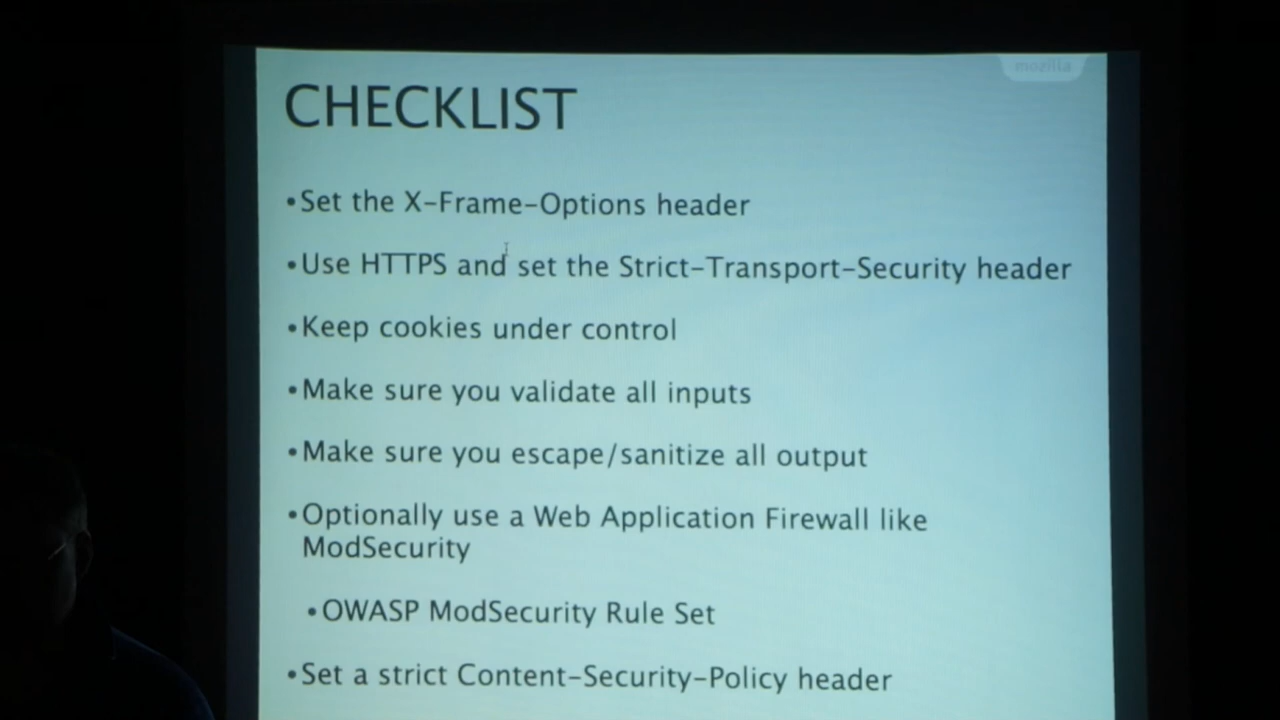 mozilla
CHECKLIST
•Set the X-Frame-Options header
•Use HTTPS and set the Strict-Transport-Security header
•Keep cookies under control
•Make sure you validate all inputs
•Make sure you escape/sanitize all output
•Optionally use a Web Application Firewall like
ModSecurity
•OWASP ModSecurity Rule Set
•Set a strict Content-Security-Policy header